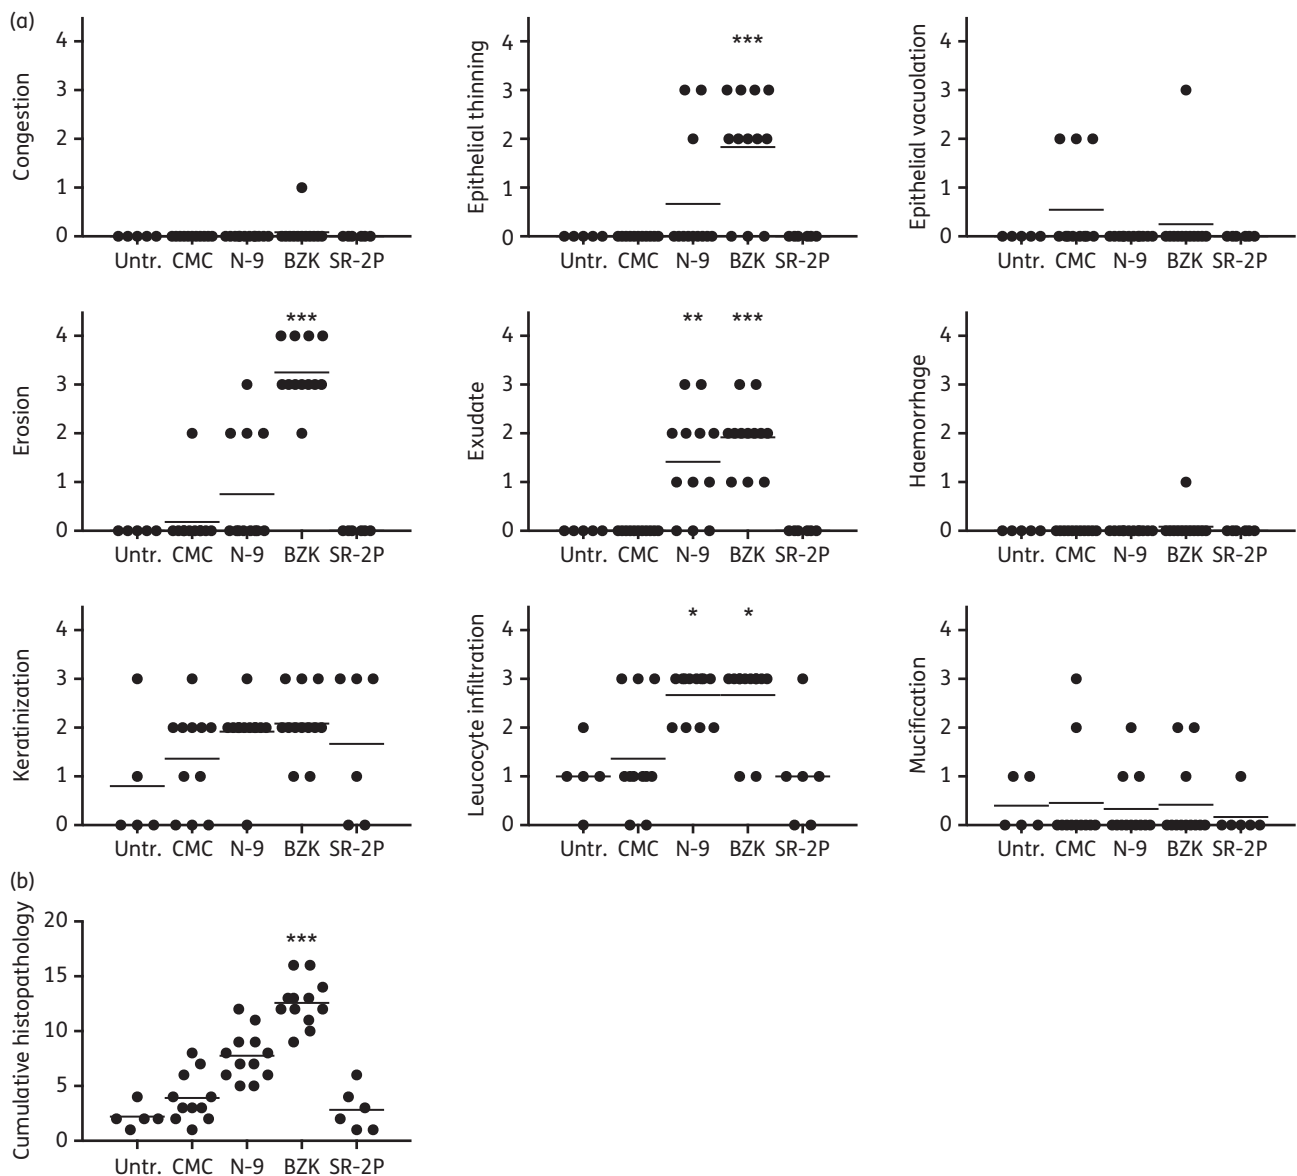 (a)
Congestion
4
3
2
1
0
Untr. CMC N-9 BZK SR-2P
Epithelial thinning
4
3
2
1
0
***
Untr. CMC N-9 BZK SR-2P
Epithelial vacuolation
4
3
2
1
0
Untr. CMC N-9 BZK SR-2P
Erosion
4
3
2
1
0
***
Untr. CMC N-9 BZK SR-2P
Exudate
4
3
2
1
0
** ***
Untr. CMC N-9 BZK SR-2P
Haemorrhage
4
3
2
1
0
Untr. CMC N-9 BZK SR-2P
Keratinization
4
3
2
1
0
Untr. CMC N-9 BZK SR-2P
Leucocyte infiltration
4
3
2
1
0
* *
Untr. CMC N-9 BZK SR-2P
Mucification
4
3
2
1
0
Untr. CMC N-9 BZK SR-2P
(b)
Cumulative histopathology
20
15
10
5
0
***
Untr. CMC N-9 BZK SR-2P